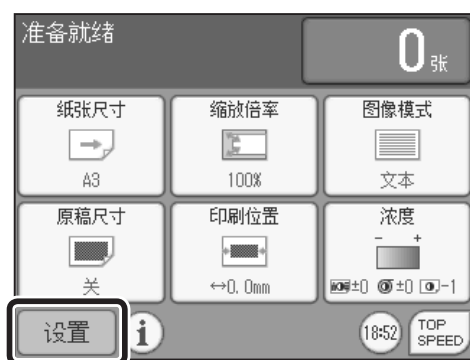 准备就绪
0张
纸张尺寸 缩放倍率 图像模式
A3 100% 文本
原稿尺寸 印刷位置 浓度
- +
关 ↔0.0mm ±0 ±0 -1
设置 i 18:52 TOP
SPEED